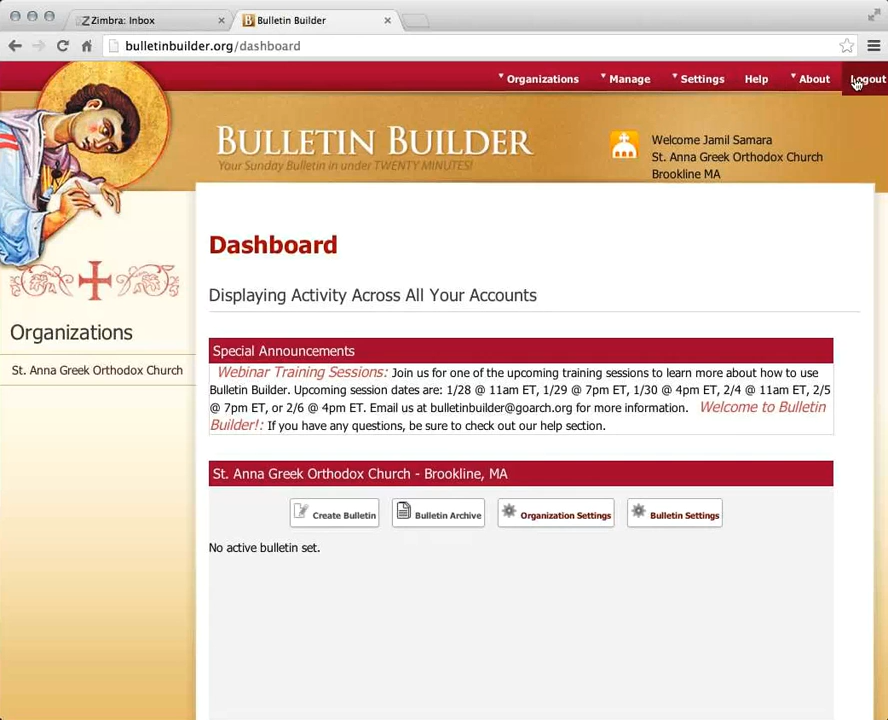 Zimbra: Inbox
Bulletin Builder
bulletinbuilder.org/dashboard
Organizations Manage Settings Help About Logout
BULLETIN BUILDER
Your Sunday Bulletin in under TWENTY MINUTES!
Welcome Jamil Samara
St. Anna Greek Orthodox Church
Brookline MA
Organizations
St. Anna Greek Orthodox Church
Dashboard
Displaying Activity Across All Your Accounts
Special Announcements
Webinar Training Sessions: Join us for one of the upcoming training sessions to learn more about how to use
Bulletin Builder. Upcoming session dates are: 1/28 @ 11am ET, 1/29 @ 7pm ET, 1/30 @ 4pm ET, 2/4 @ 11am ET, 2/5
@ 7pm ET, or 2/6 @ 4pm ET. Email us at bulletinbuilder@goarch.org for more information. Welcome to Bulletin
Builder!: If you have any questions, be sure to check out our help section.
St. Anna Greek Orthodox Church - Brookline, MA
Create Bulletin Bulletin Archive Organization Settings Bulletin Settings
No active bulletin set.